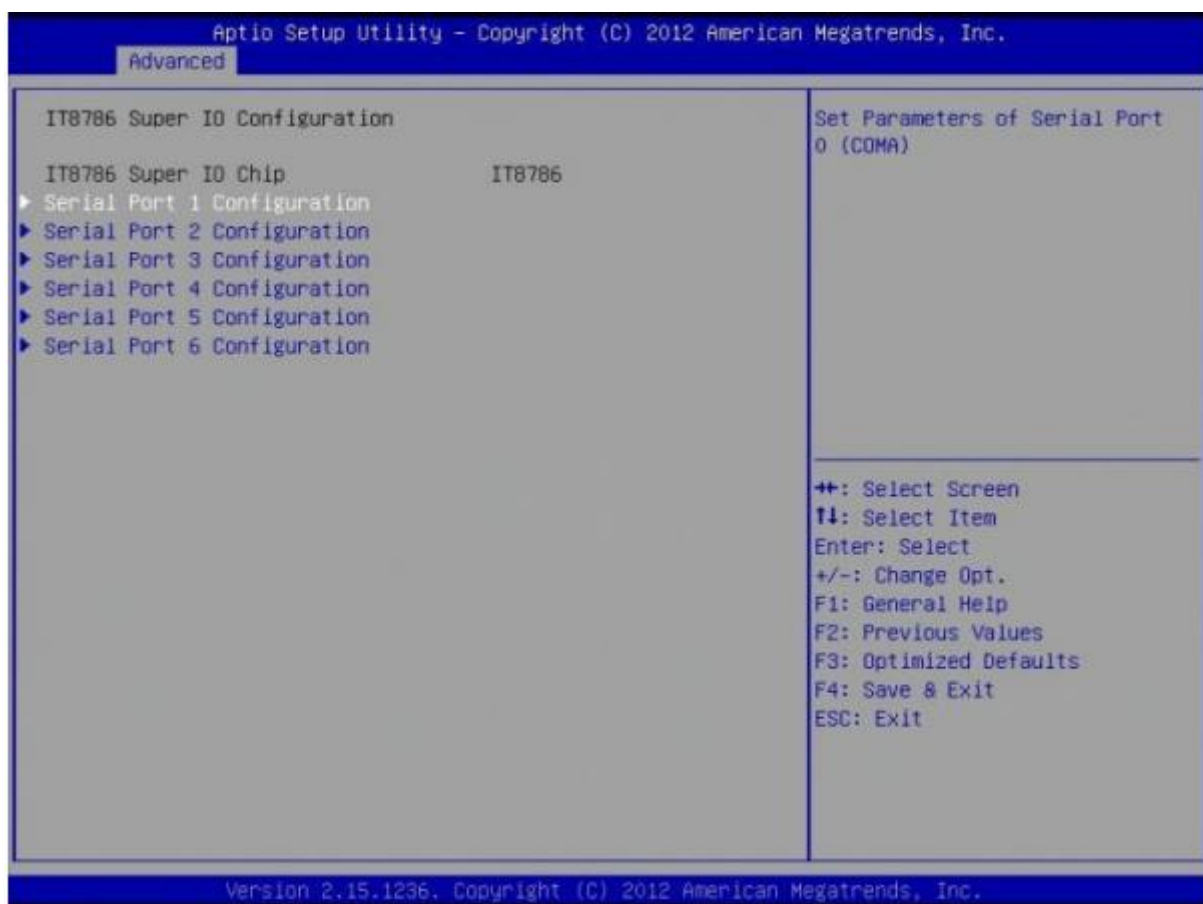 Aptio Setup Utility - Copyright (C) 2012 American Megatrends, Inc.
Advanced
IT8786 Super IO Configuration
IT8786 Super IO Chip IT8786
▶ Serial Port 1 Configuration
▶ Serial Port 2 Configuration
▶ Serial Port 3 Configuration
▶ Serial Port 4 Configuration
▶ Serial Port 5 Configuration
▶ Serial Port 6 Configuration
Set Parameters of Serial Port
0 (COMA)
→←: Select Screen
↑↓: Select Item
Enter: Select
+/-: Change Opt.
F1: General Help
F2: Previous Values
F3: Optimized Defaults
F4: Save & Exit
ESC: Exit
Version 2.15.1236. Copyright (C) 2012 American Megatrends, Inc.